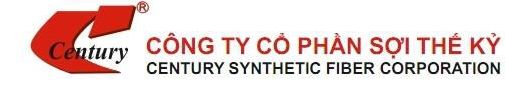 Century ®
CÔNG TY CỔ PHẦN SỢI THẾ KỶ
CENTURY SYNTHETIC FIBER CORPORATION